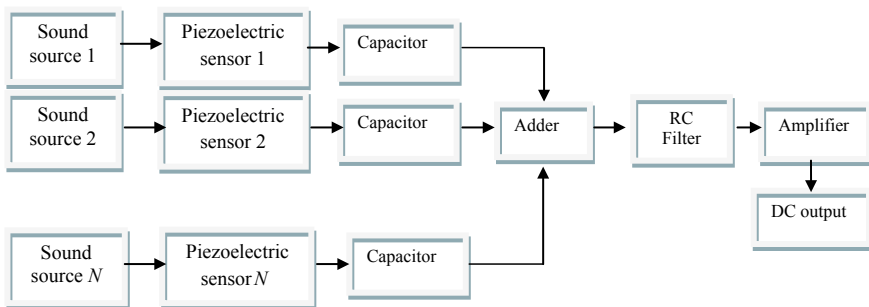 Sound
source 1
Piezoelectric
sensor 1
Capacitor
Sound
source 2
Piezoelectric
sensor 2
Capacitor
Adder
RC
Filter
Amplifier
DC output
Sound
source N
Piezoelectric
sensor N
Capacitor